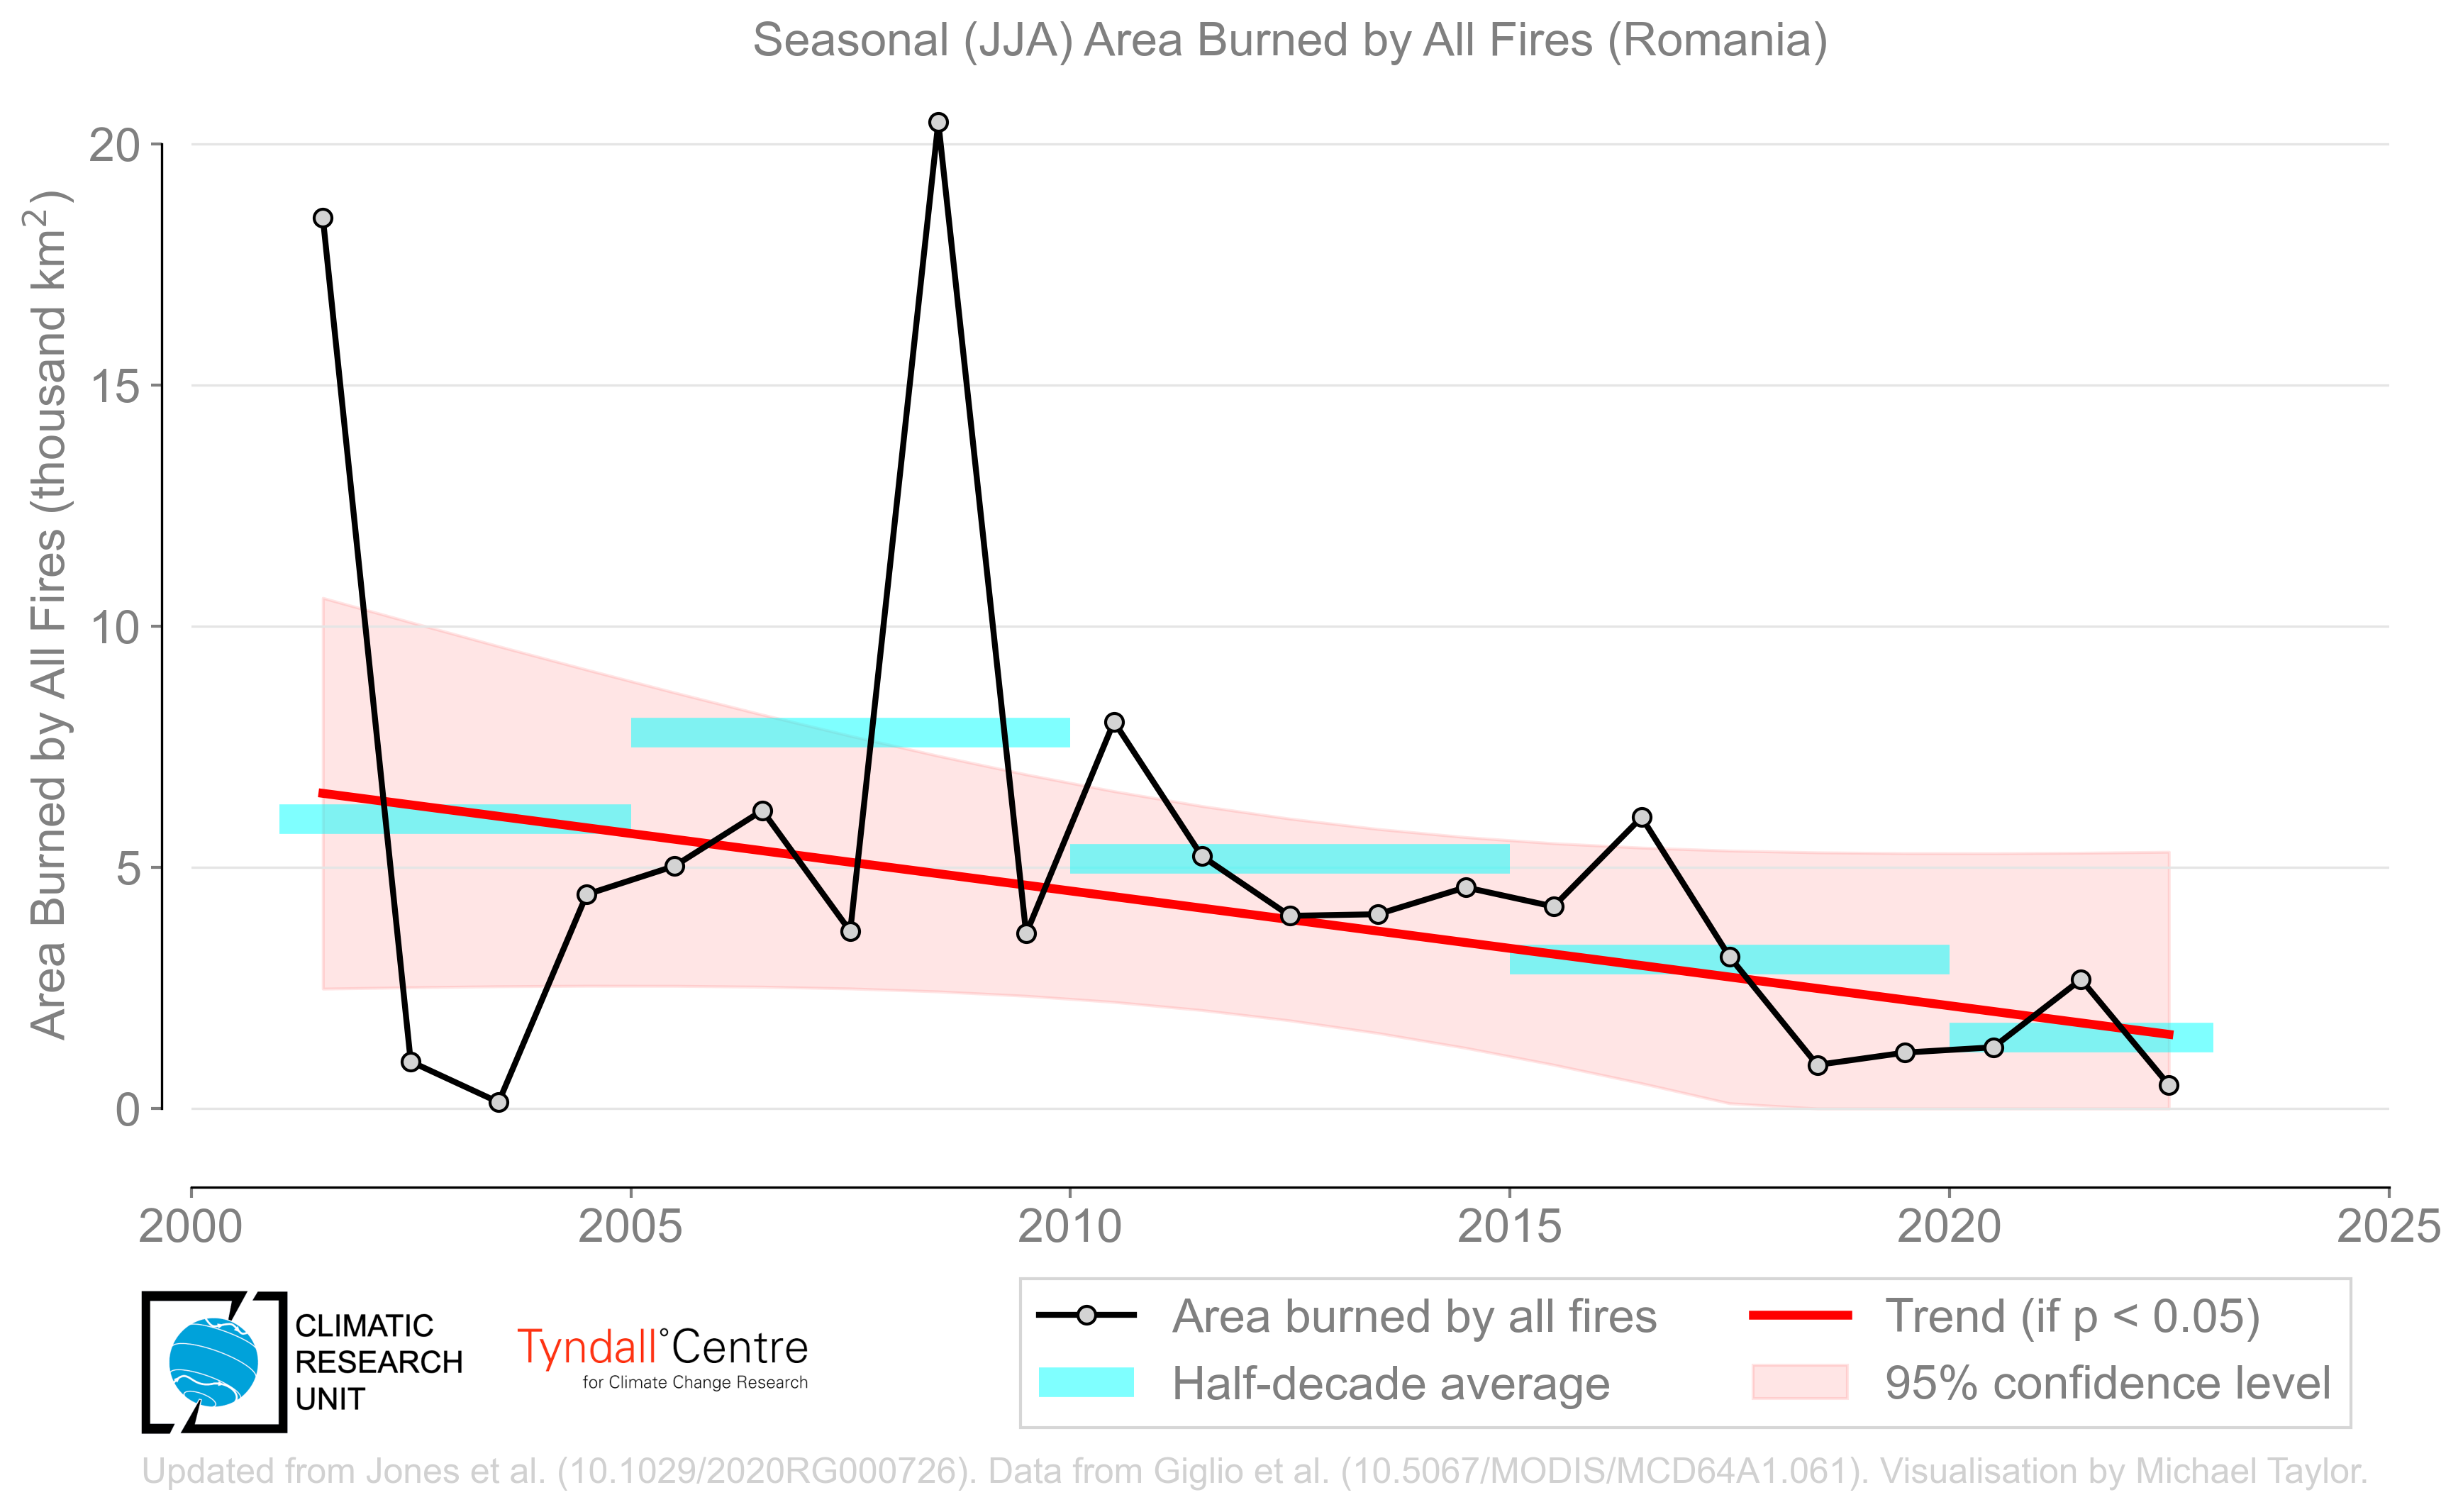 Seasonal (JJA) Area Burned by All Fires (Romania)
Area Burned by All Fires (thousand km²)
20
15
10
5
0
2000 2005 2010 2015 2020 2025
CLIMATIC
RESEARCH
UNIT
Tyndall°Centre
for Climate Change Research
Area burned by all fires
Half-decade average
Trend (if p < 0.05)
95% confidence level
Updated from Jones et al. (10.1029/2020RG000726). Data from Giglio et al. (10.5067/MODIS/MCD64A1.061). Visualisation by Michael Taylor.